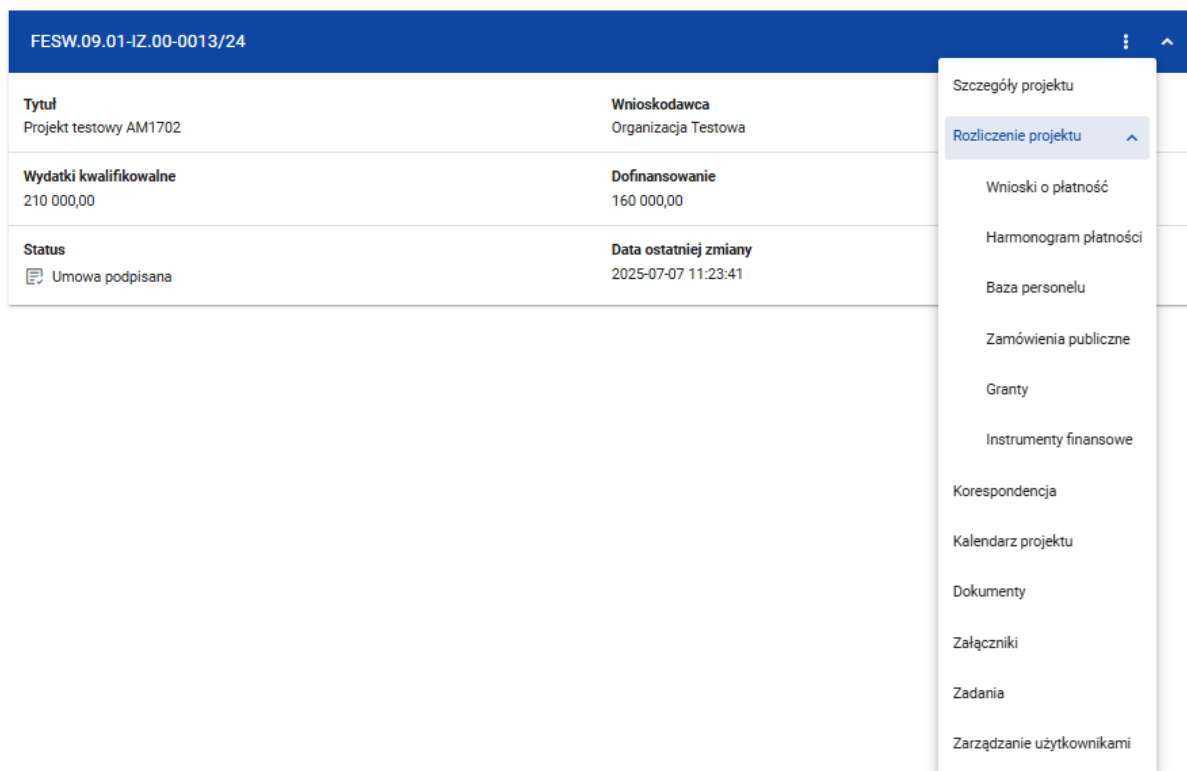 FESW.09.01-IZ.00-0013/24
Tytuł
Projekt testowy AM1702
Wnioskodawca
Organizacja Testowa
Wydatki kwalifikowalne
210 000,00
Dofinansowanie
160 000,00
Status
Umowa podpisana
Data ostatniej zmiany
2025-07-07 11:23:41
Szczegóły projektu
Rozliczenie projektu
Wnioski o płatność
Harmonogram płatności
Baza personelu
Zamówienia publiczne
Granty
Instrumenty finansowe
Korespondencja
Kalendarz projektu
Dokumenty
Załączniki
Zadania
Zarządzanie użytkownikami